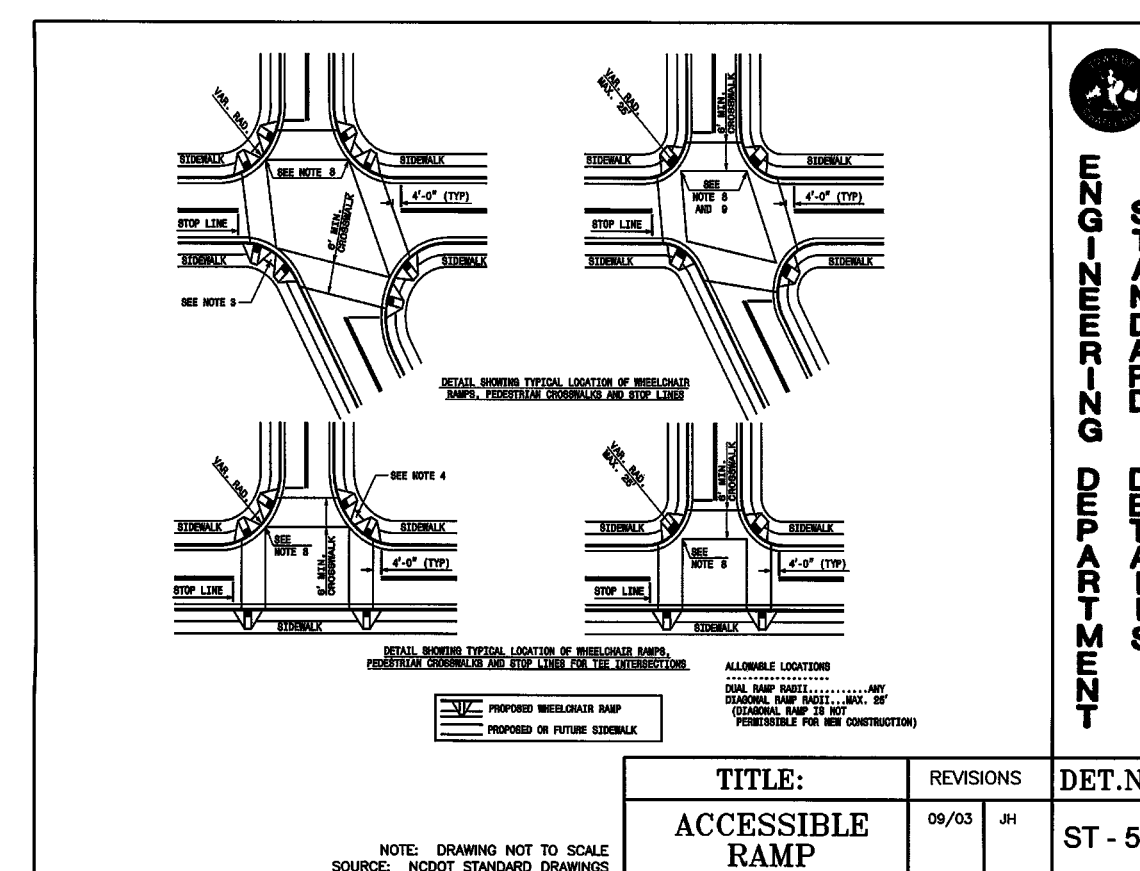 VAR. RAD.
SIDEWALK
SEE NOTE 8
SIDEWALK
4'-0" (TYP)
STOP LINE
6' MIN.
CROSSWALK
SIDEWALK
SIDEWALK
SEE NOTE 3
VAR. RAD.
MAX. 25'
6' MIN.
CROSSWALK
SIDEWALK
SIDEWALK
SEE
NOTE 8
AND 9
4'-0" (TYP)
STOP LINE
SIDEWALK
SIDEWALK
DETAIL SHOWING TYPICAL LOCATION OF WHEELCHAIR
RAMPS, PEDESTRIAN CROSSWALKS AND STOP LINES
VAR. RAD.
SEE NOTE 4
SIDEWALK
SIDEWALK
SEE
NOTE 8
6' MIN.
CROSSWALK
4'-0" (TYP)
STOP LINE
SIDEWALK
VAR. RAD.
MAX. 25'
6' MIN.
CROSSWALK
SIDEWALK
SIDEWALK
SEE
NOTE 8
4'-0" (TYP)
STOP LINE
SIDEWALK
DETAIL SHOWING TYPICAL LOCATION OF WHEELCHAIR RAMPS,
PEDESTRIAN CROSSWALKS AND STOP LINES FOR TEE INTERSECTIONS
ALLOWABLE LOCATIONS
-------------------
DUAL RAMP RADII...........ANY
DIAGONAL RAMP RADII...MAX. 25'
(DIAGONAL RAMP IS NOT
PERMISSIBLE FOR NEW CONSTRUCTION)
PROPOSED WHEELCHAIR RAMP
PROPOSED OR FUTURE SIDEWALK
NOTE: DRAWING NOT TO SCALE
SOURCE: NCDOT STANDARD DRAWINGS
TITLE:
ACCESSIBLE
RAMP
REVISIONS
09/03 JH
DET.N
ST - 5
ENGINEERING DEPARTMENT
STANDARD DETAILS